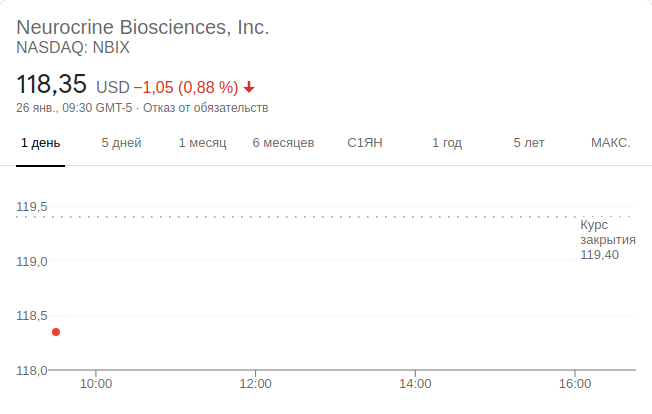 Neurocrine Biosciences, Inc.
NASDAQ: NBIX
118,35 USD −1,05 (0,88 %)
26 янв., 09:30 GMT-5 · Отказ от обязательств
1 день 5 дней 1 месяц 6 месяцев С1ЯН 1 год 5 лет МАКС.
119,5
Курс
закрытия
119,40
119,0
118,5
118,0
10:00 12:00 14:00 16:00